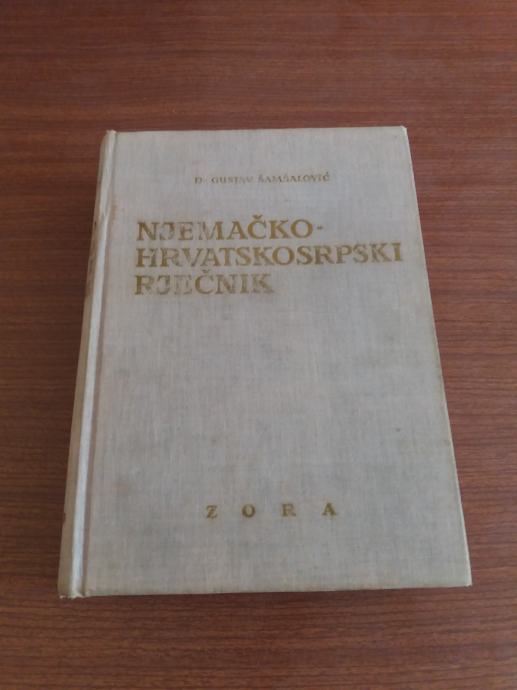 Dr GUSTAV ŠAMŠALOVIĆ
NJEMAČKO-
HRVATSKOSRPSKI
RJEČNIK
ZORA